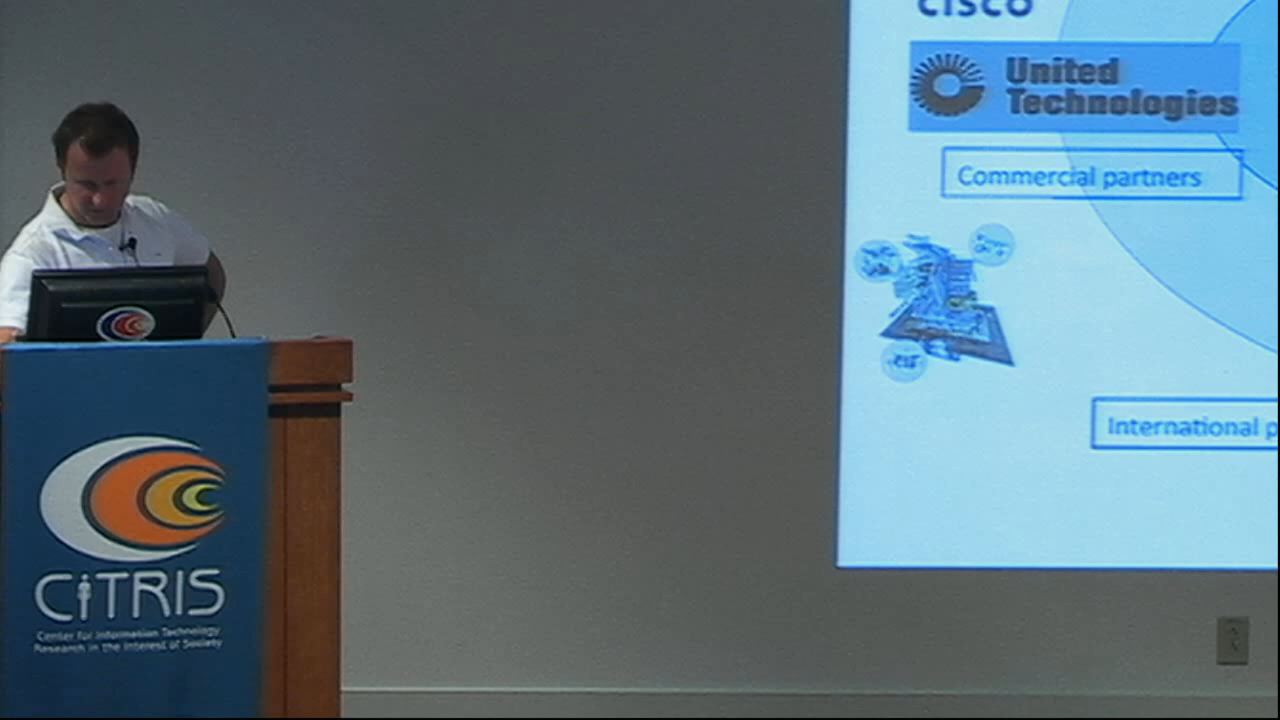 CISCO
United
Technologies
Commercial partners
International p
CiTRIS
Center for Information Technology
Research in the Interest of Society